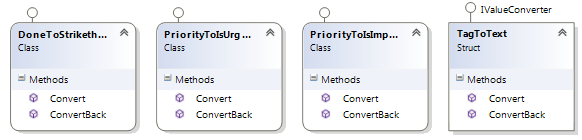 IValueConverter
DoneToStriketh...
Class
Methods
Convert
ConvertBack
PriorityToIsUrg...
Class
Methods
Convert
ConvertBack
PriorityToIsImp...
Class
Methods
Convert
ConvertBack
TagToText
Struct
Methods
Convert
ConvertBack